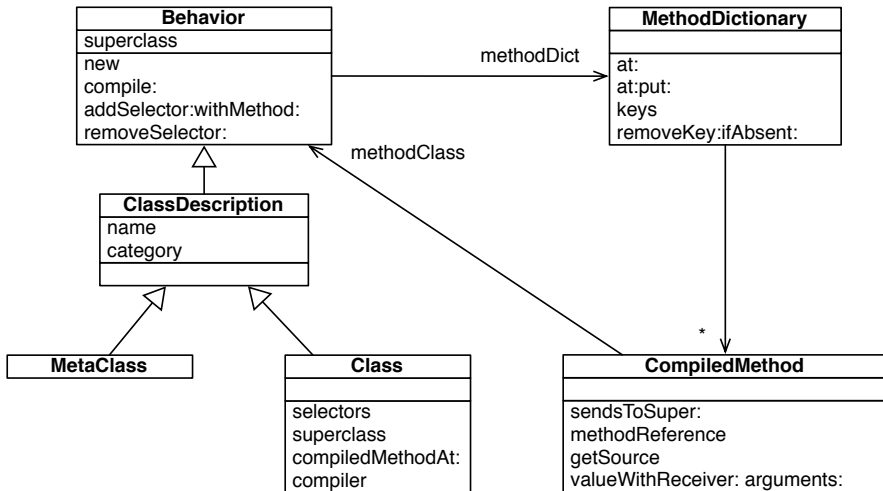 Behavior
superclass
new
compile:
addSelector:withMethod:
removeSelector:
methodDict
MethodDictionary
at:
at:put:
keys
removeKey:ifAbsent:
methodClass
ClassDescription
name
category
*
MetaClass
Class
selectors
superclass
compiledMethodAt:
compiler
CompiledMethod
sendsToSuper:
methodReference
getSource
valueWithReceiver: arguments: